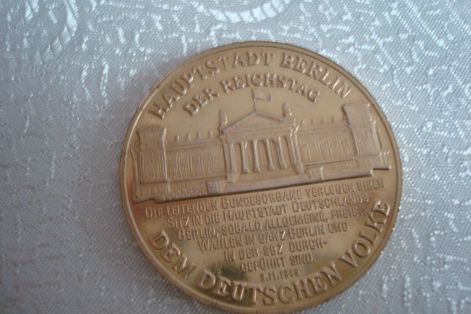 HAUPTSTADT BERLIN
DER REICHSTAG
DIE LEITENDEN BUNDESORGANE VERLEGEN IHREN
SITZ IN DIE HAUPTSTADT DEUTSCHLANDS
BERLIN, SOBALD ALLGEMEINE, FREIE,
WAHLEN IN GANZ BERLIN UND
IN DER SBZ DURCH-
GEFÜHRT SIND.
DEM DEUTSCHEN VOLKE